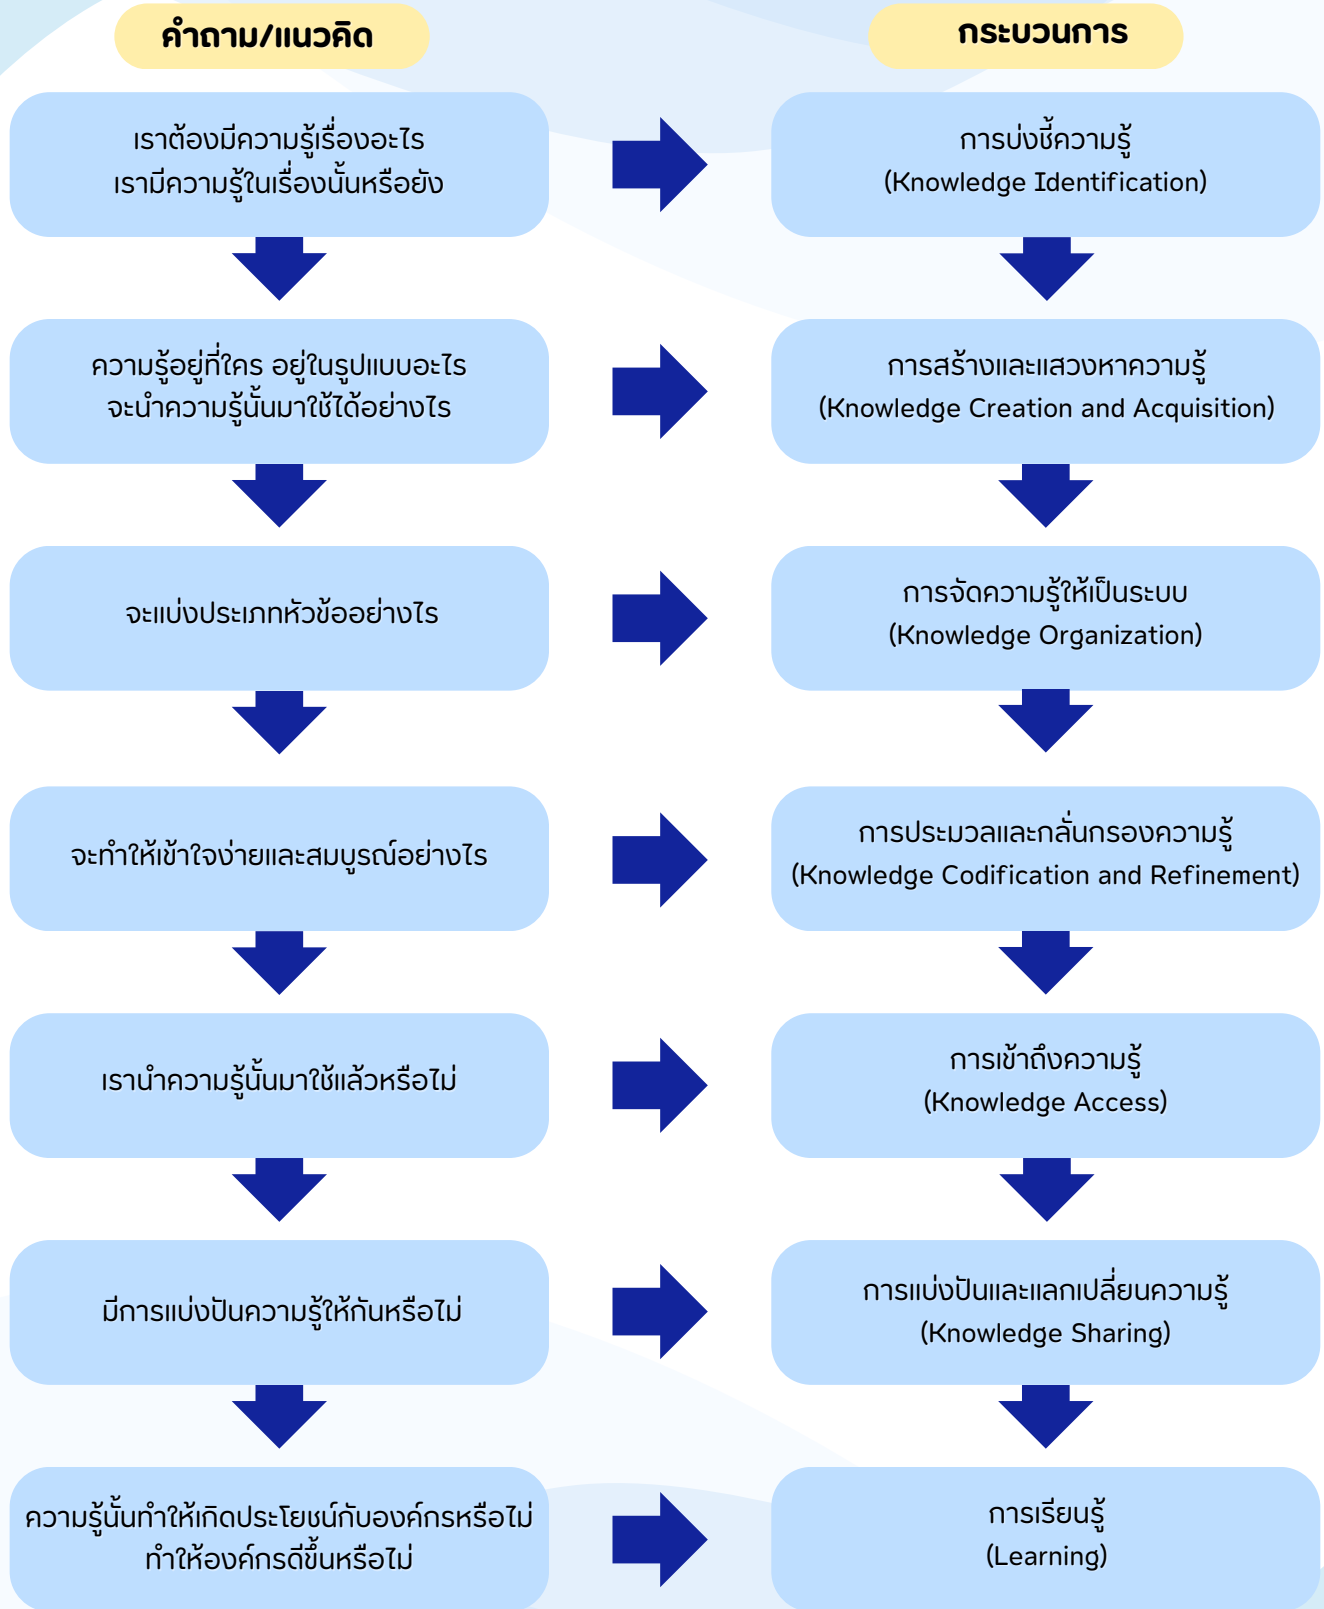 คำถาม/แนวคิด
กระบวนการ
เราต้องมีความรู้เรื่องอะไร
เรามีความรู้ในเรื่องนั้นหรือยัง
การบ่งชี้ความรู้
(Knowledge Identification)
ความรู้อยู่ที่ใคร อยู่ในรูปแบบอะไร
จะนำความรู้นั้นมาใช้ได้อย่างไร
การสร้างและแสวงหาความรู้
(Knowledge Creation and Acquisition)
จะแบ่งประเภทหัวข้ออย่างไร
การจัดความรู้ให้เป็นระบบ
(Knowledge Organization)
จะทำให้เข้าใจง่ายและสมบูรณ์อย่างไร
การประมวลและกลั่นกรองความรู้
(Knowledge Codification and Refinement)
เรานำความรู้นั้นมาใช้แล้วหรือไม่
การเข้าถึงความรู้
(Knowledge Access)
มีการแบ่งปันความรู้ให้กันหรือไม่
การแบ่งปันและแลกเปลี่ยนความรู้
(Knowledge Sharing)
ความรู้นั้นทำให้เกิดประโยชน์กับองค์กรหรือไม่
ทำให้องค์กรดีขึ้นหรือไม่
การเรียนรู้
(Learning)